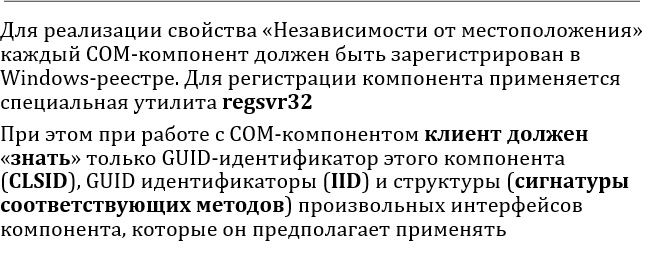 Для реализации свойства «Независимости от местоположения»
каждый COM-компонент должен быть зарегистрирован в
Windows-реестре. Для регистрации компонента применяется
специальная утилита regsvr32
При этом при работе с COM-компонентом клиент должен
«знать» только GUID-идентификатор этого компонента
(CLSID), GUID идентификаторы (IID) и структуры (сигнатуры
соответствующих методов) произвольных интерфейсов
компонента, которые он предполагает применять